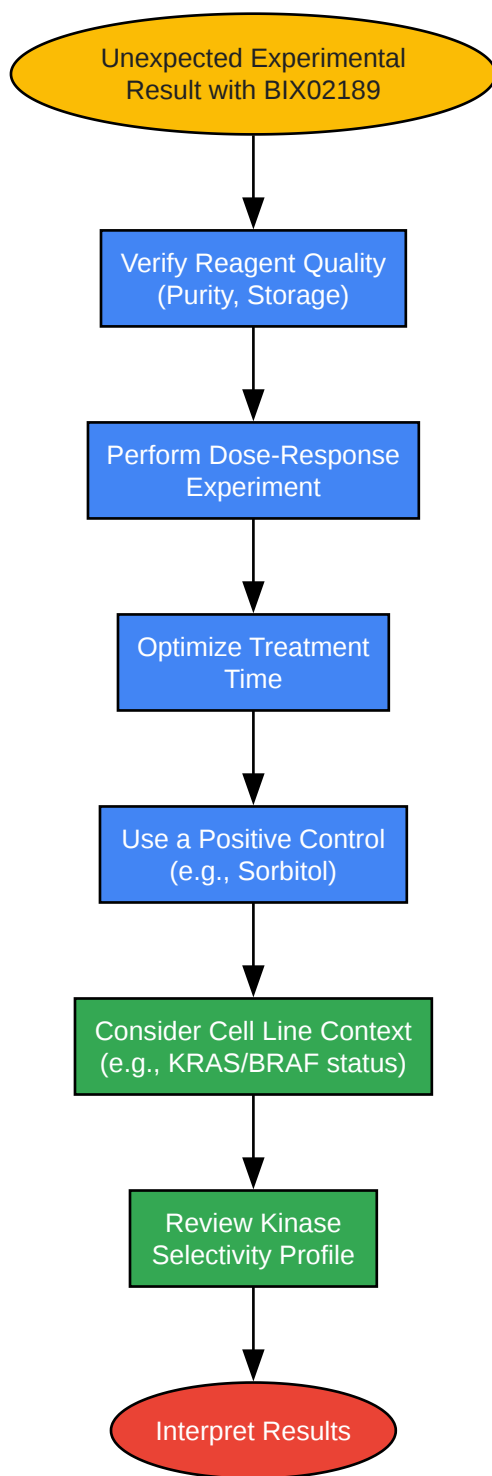 Unexpected Experimental
Result with BIX02189
Verify Reagent Quality
(Purity, Storage)
Perform Dose-Response
Experiment
Optimize Treatment
Time
Use a Positive Control
(e.g., Sorbitol)
Consider Cell Line Context
(e.g., KRAS/BRAF status)
Review Kinase
Selectivity Profile
Interpret Results